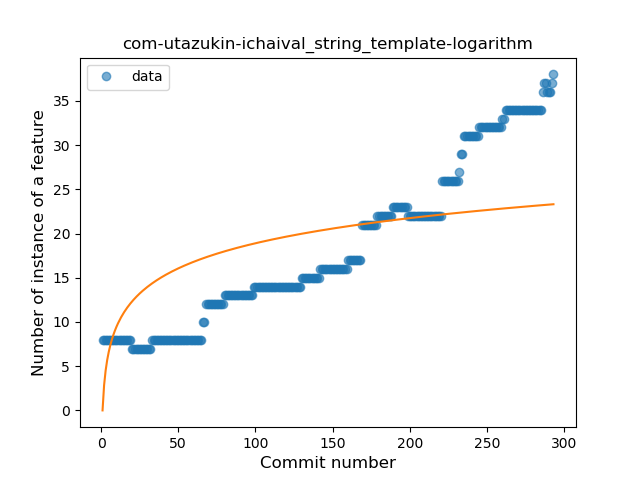 com-utazukin-ichaival_string_template-logarithm
data
Number of instance of a feature
35
30
25
20
15
10
5
0
0 50 100 150 200 250 300
Commit number